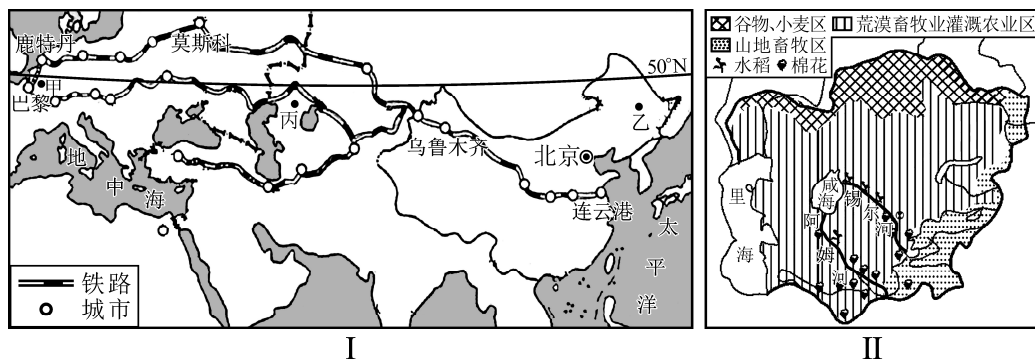 鹿特丹
莫斯科
50°N
甲
巴黎
丙
乙
乌鲁木齐
北京
地
中
海
连云港
太
平
洋
铁路
城市
I
谷物、小麦区
荒漠畜牧业灌溉农业区
山地畜牧区
水稻
棉花
里
海
咸海
锡
尔
河
阿
姆
河
II